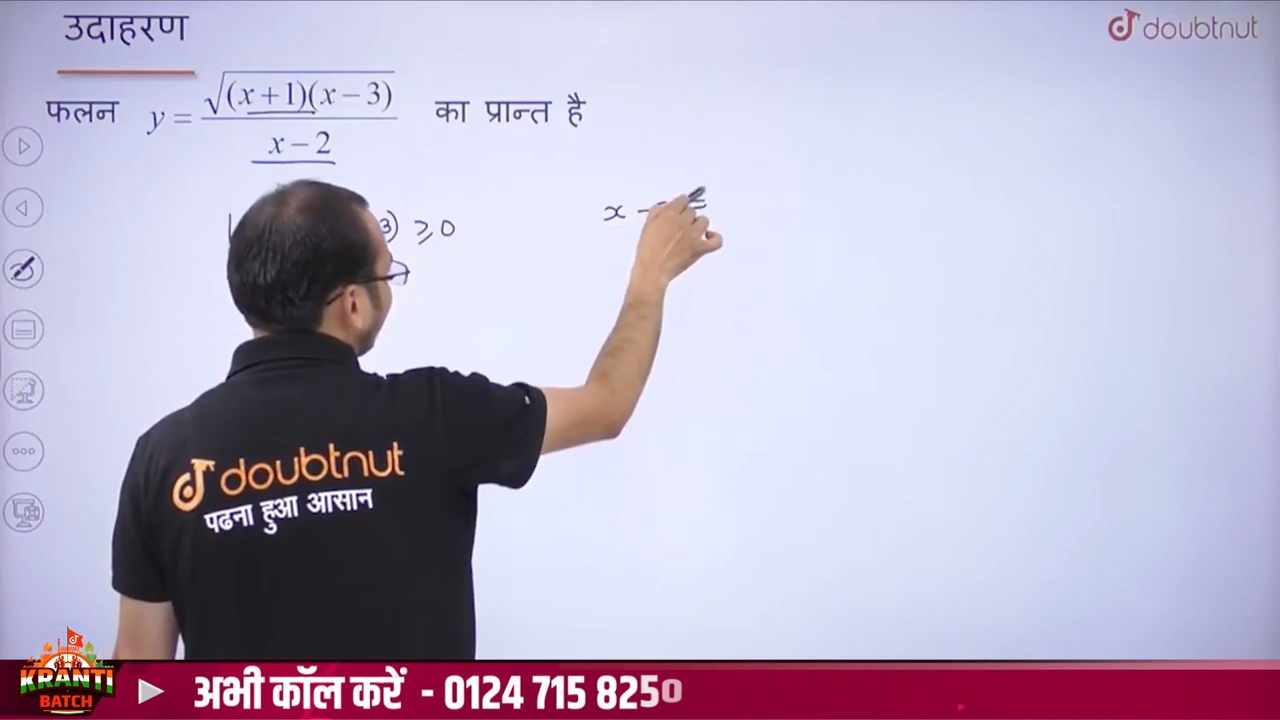 उदाहरण
doubtnut
फलन y = √(x+1)(x−3) / x−2 का प्रान्त है
3) ≥ 0
x −
doubtnut
पढना हुआ आसान
KRANTI
BATCH
अभी कॉल करें - 0124 715 8250